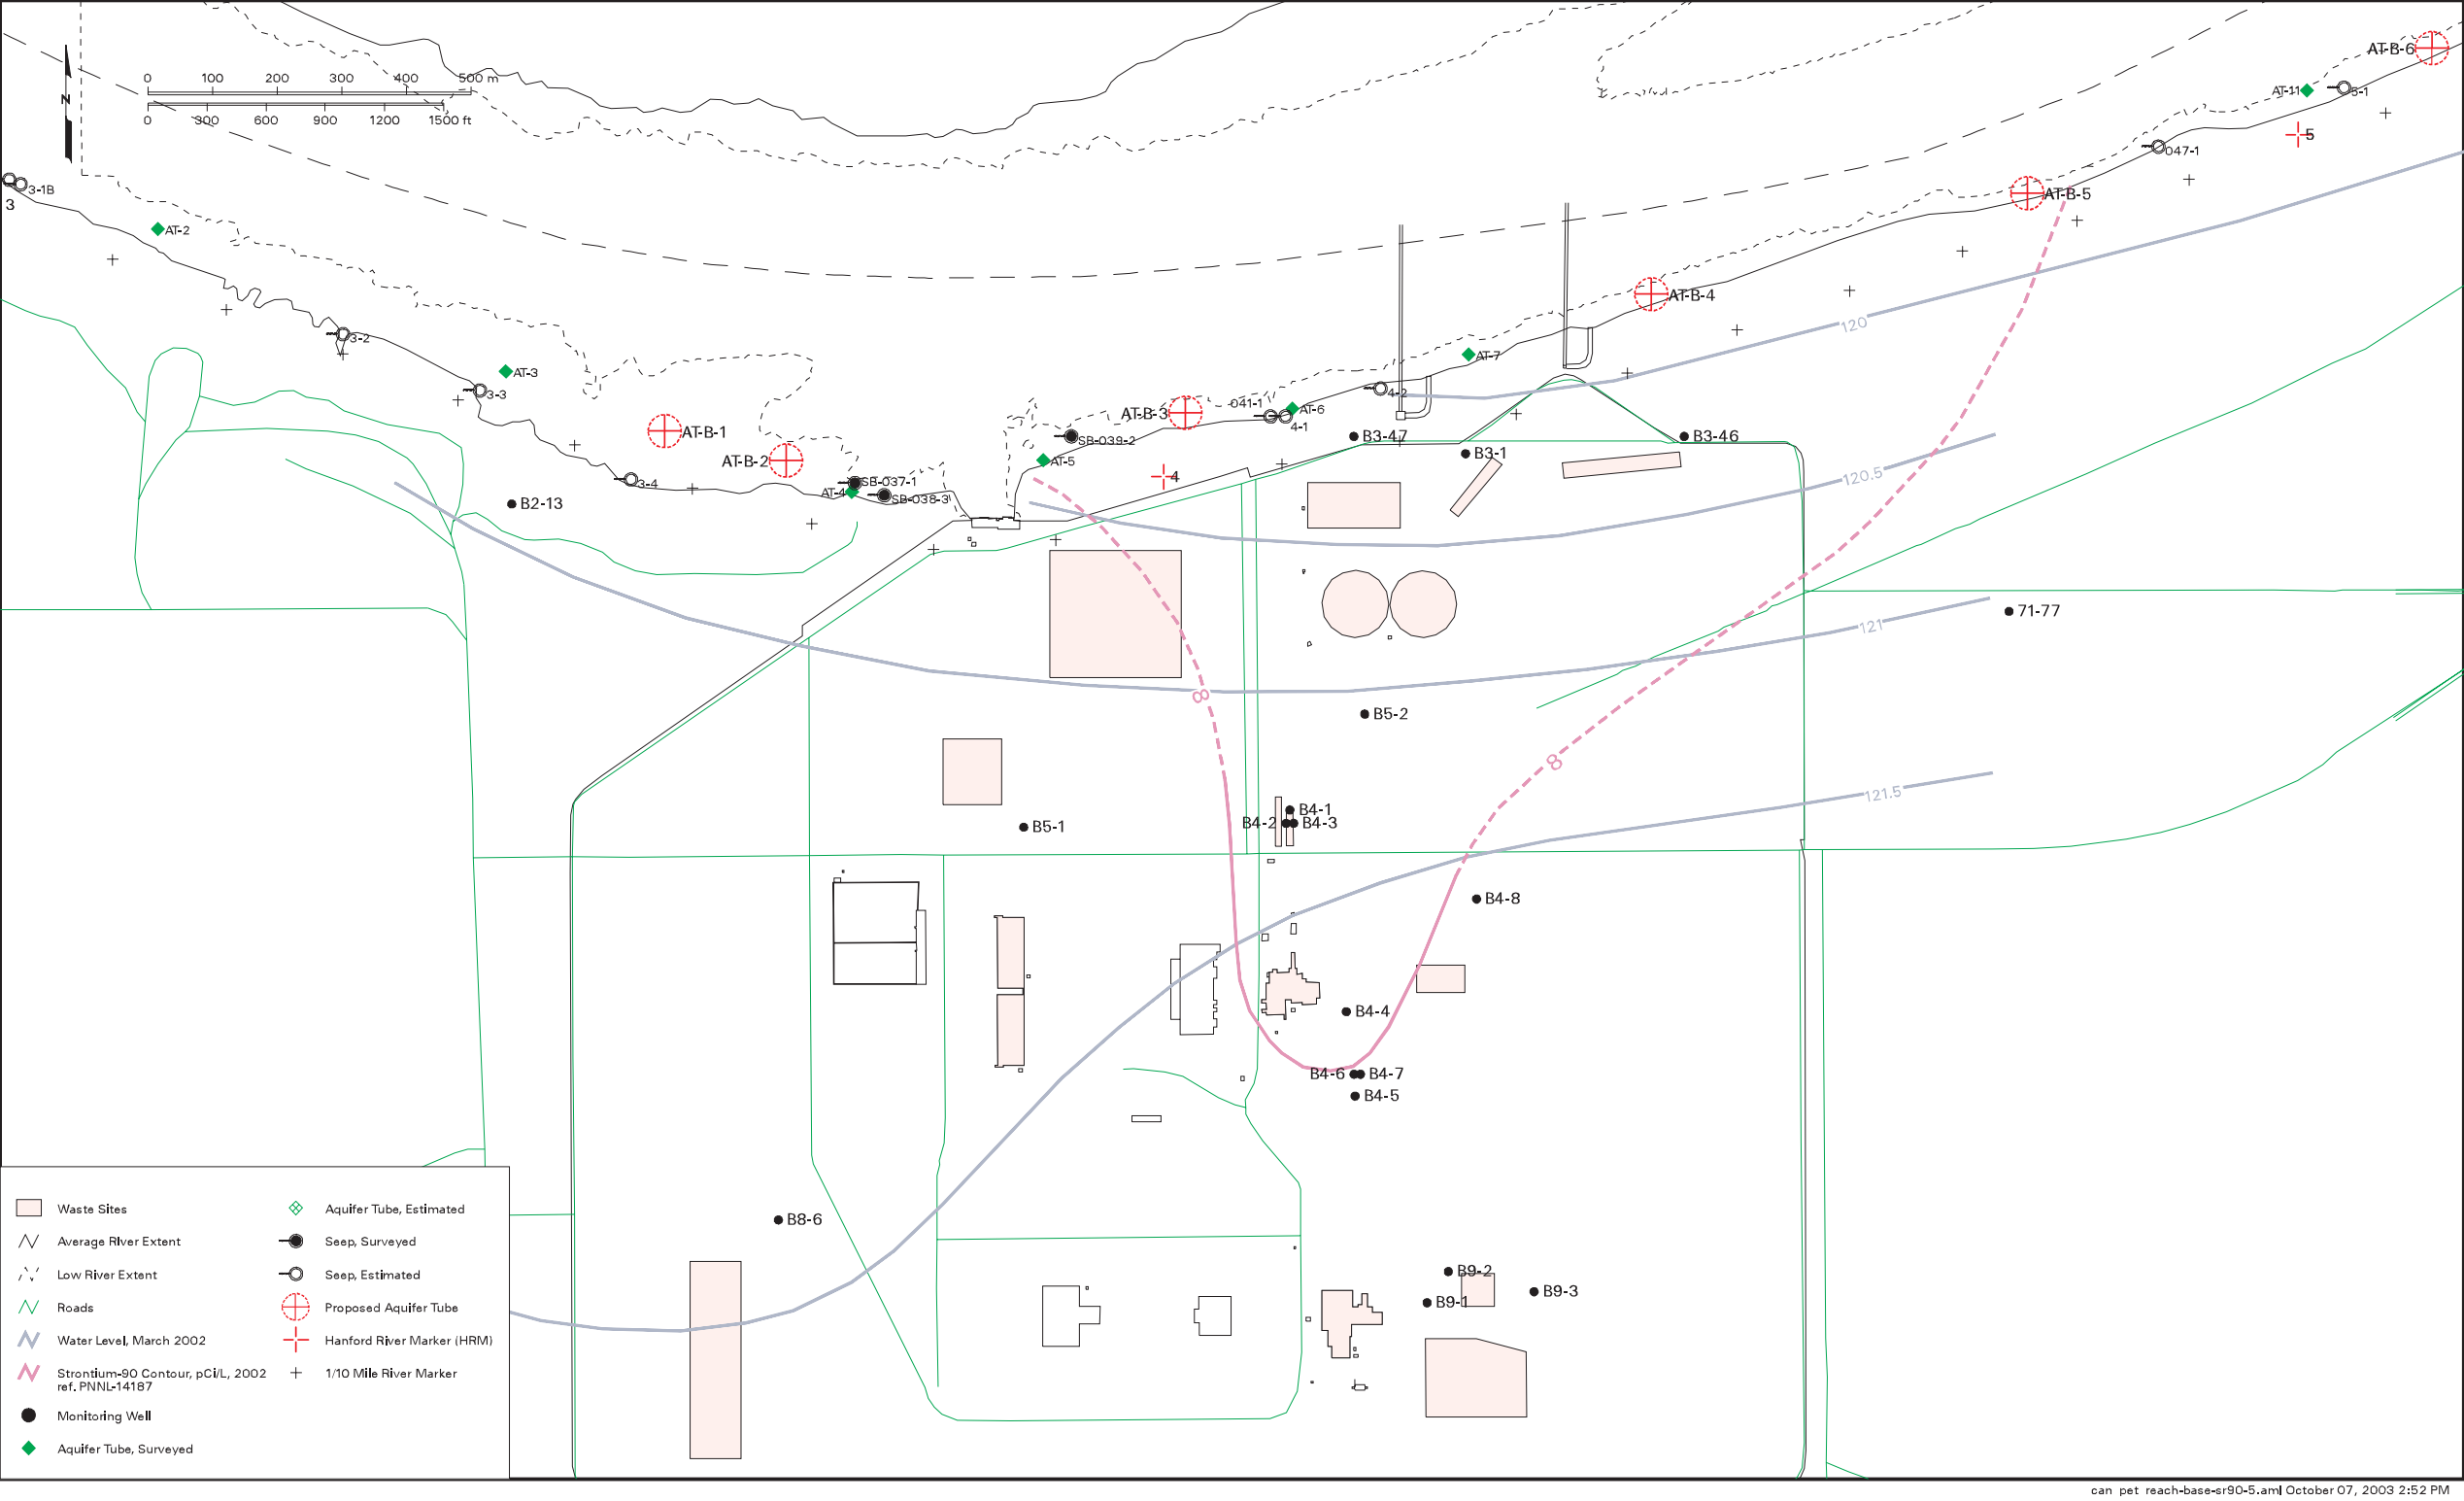 AT-B-6
0 100 200 300 400 500 m
N
0 300 600 900 1200 1500 ft
AT-11
5-1
5
047-1
3-1B
3
AT-B-5
AT-2
AT-B-4
120
3-2
AT-7
AT-3
3-3
4-2
041-1
AT-6
AT-B-3
4-1
AT-B-1
B3-47
B3-46
SB-039-2
B3-1
AT-B-2
AT-5
4
120.5
3-4
SB-037-1
AT-4
SB-038-3
B2-13
71-77
121
8
B5-2
8
121.5
B4-1
B4-2
B4-3
B5-1
B4-8
B4-4
B4-6
B4-7
B4-5
B8-6
B9-2
B9-3
B9-1
Waste Sites
Average River Extent
Low River Extent
Roads
Water Level, March 2002
Strontium-90 Contour, pCi/L, 2002
ref. PNNL-14187
Monitoring Well
Aquifer Tube, Surveyed
Aquifer Tube, Estimated
Seep, Surveyed
Seep, Estimated
Proposed Aquifer Tube
Hanford River Marker (HRM)
1/10 Mile River Marker
can_pet_reach-base-sr90-5.aml October 07, 2003 2:52 PM